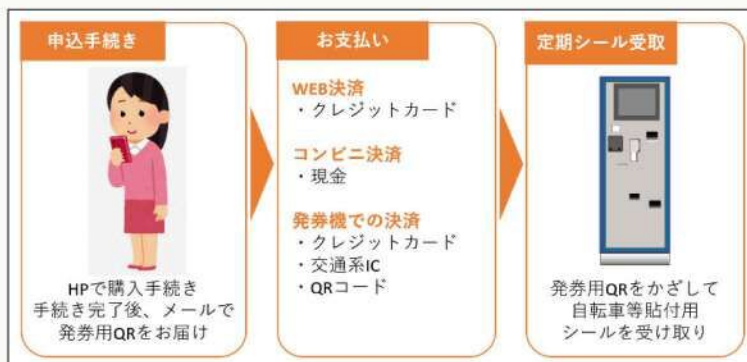 申込手続き
HPで購入手続き
手続き完了後、メールで
発券用QRをお届け
お支払い
WEB決済
・クレジットカード
コンビニ決済
・現金
発券機での決済
・クレジットカード
・交通系IC
・QRコード
定期シール受取
発券用QRをかざして
自転車等貼付用
シールを受け取り